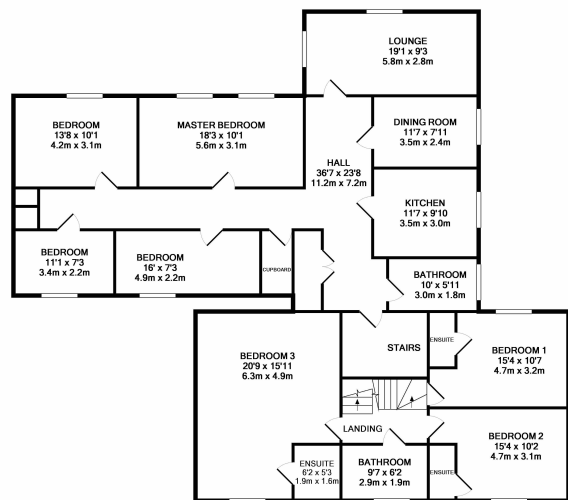 LOUNGE
19'1 x 9'3
5.8m x 2.8m
BEDROOM
13'8 x 10'1
4.2m x 3.1m
MASTER BEDROOM
18'3 x 10'1
5.6m x 3.1m
DINING ROOM
11'7 x 7'11
3.5m x 2.4m
HALL
36'7 x 23'8
11.2m x 7.2m
KITCHEN
11'7 x 9'10
3.5m x 3.0m
BEDROOM
11'1 x 7'3
3.4m x 2.2m
BEDROOM
16' x 7'3
4.9m x 2.2m
CUPBOARD
BATHROOM
10' x 5'11
3.0m x 1.8m
BEDROOM 3
20'9 x 15'11
6.3m x 4.9m
STAIRS
ENSUITE
BEDROOM 1
15'4 x 10'7
4.7m x 3.2m
LANDING
BEDROOM 2
15'4 x 10'2
4.7m x 3.1m
ENSUITE
6'2 x 5'3
1.9m x 1.6m
BATHROOM
9'7 x 6'2
2.9m x 1.9m
ENSUITE